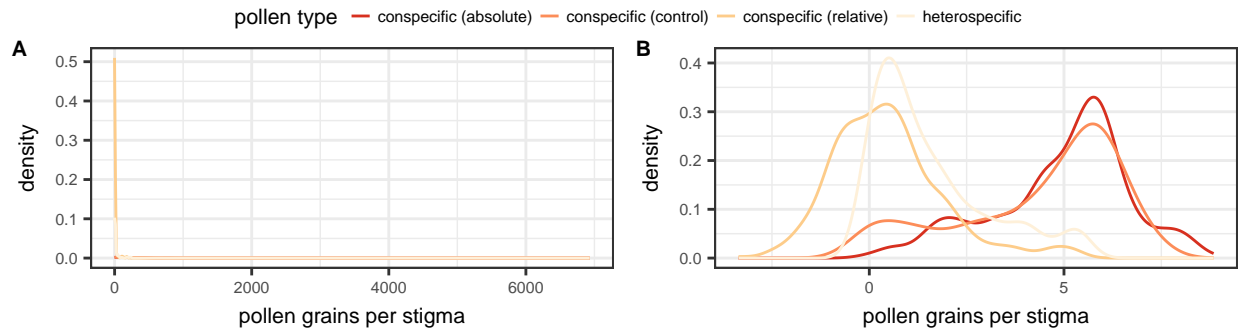 pollen type conspecific (absolute) conspecific (control) conspecific (relative) heterospecific
A
0.5
0.4
0.3
0.2
0.1
0.0
density
0 2000 4000 6000
pollen grains per stigma
B
0.4
0.3
0.2
0.1
0.0
density
0 5
pollen grains per stigma